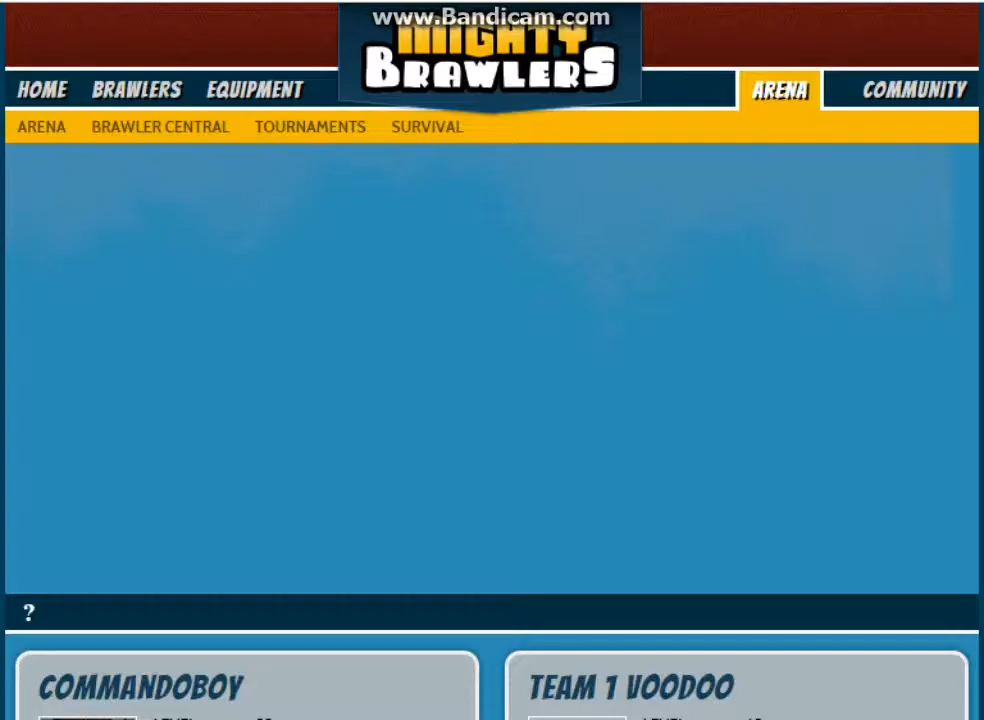 www.Bandicam.com
MIGHTY
BRAWLERS
HOME BRAWLERS EQUIPMENT ARENA COMMUNITY
ARENA BRAWLER CENTRAL TOURNAMENTS SURVIVAL
?
COMMANDOBOY TEAM 1 VOODOO